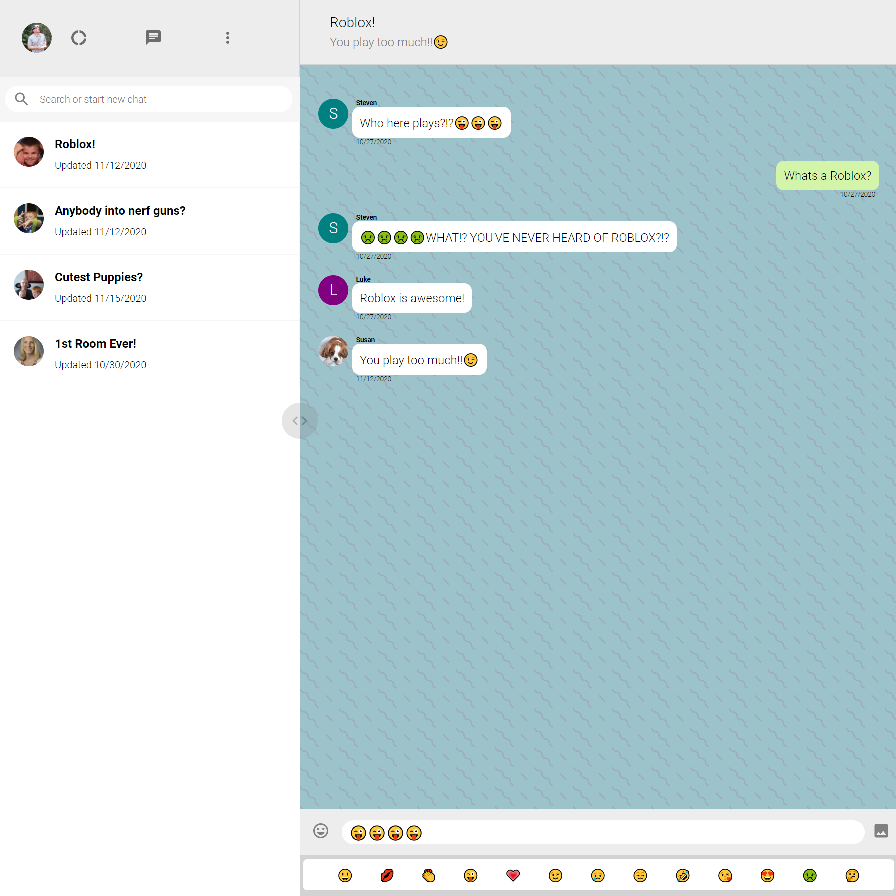 Search or start new chat
Roblox!
Updated 11/12/2020
Anybody into nerf guns?
Updated 11/12/2020
Cutest Puppies?
Updated 11/15/2020
1st Room Ever!
Updated 10/30/2020
Roblox!
You play too much!!😉
Steven
S
Who here plays?!?😜😜😜
10/27/2020
Whats a Roblox?
10/27/2020
Steven
S
🤢🤢🤢🤢WHAT!? YOU'VE NEVER HEARD OF ROBLOX?!?
10/27/2020
Luke
L
Roblox is awesome!
10/27/2020
Susan
You play too much!!😉
11/12/2020
😜😜😜😜